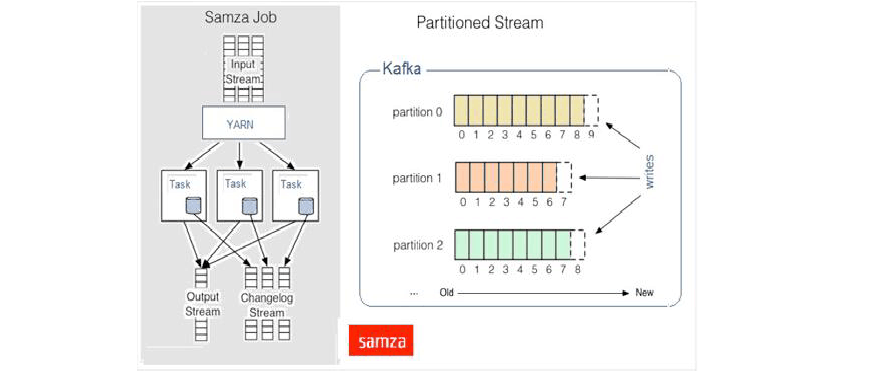 Samza Job
Input
Stream
YARN
Task
Task
Task
Output
Stream
Changelog
Stream
Partitioned Stream
Kafka
partition 0
0 1 2 3 4 5 6 7 8 9
partition 1
0 1 2 3 4 5 6 7
partition 2
0 1 2 3 4 5 6 7 8
writes
... Old New
samza